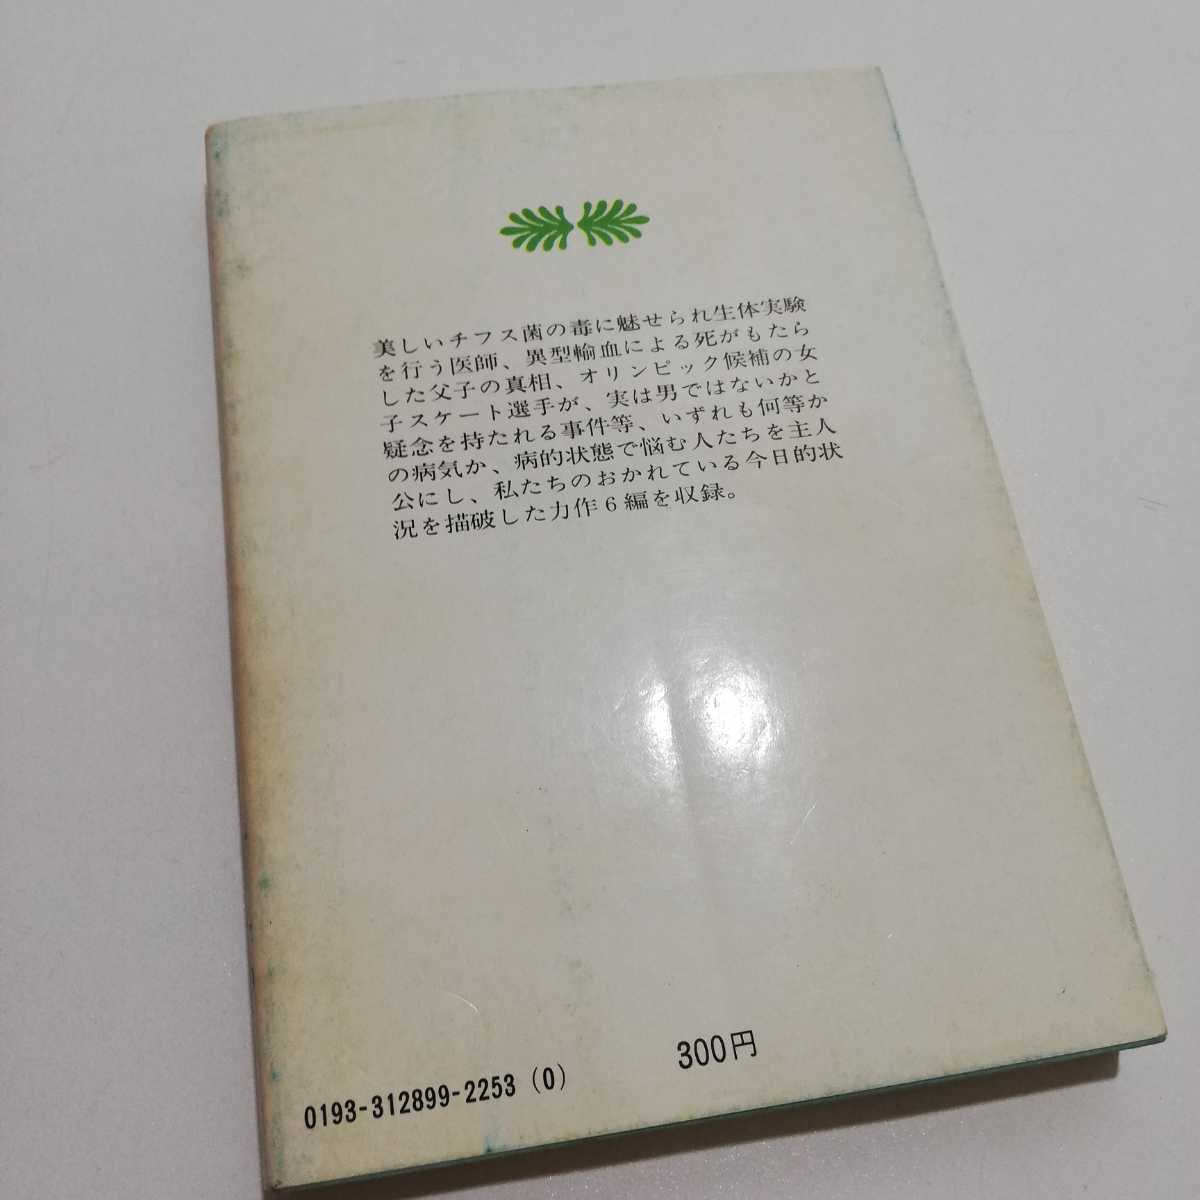 美しいチフス菌の毒に魅せられ生体実験
を行う医師、異型輸血による死がもたら
した父子の真相、オリンピック候補の女
子スケート選手が、実は男ではないかと
疑念を持たれる事件等、いずれも何等か
の病気か、病的状態で悩む人たちを主人
公にし、私たちのおかれている今日的状
況を描破した力作6編を収録。
0193-312899-2253 (0)
300円